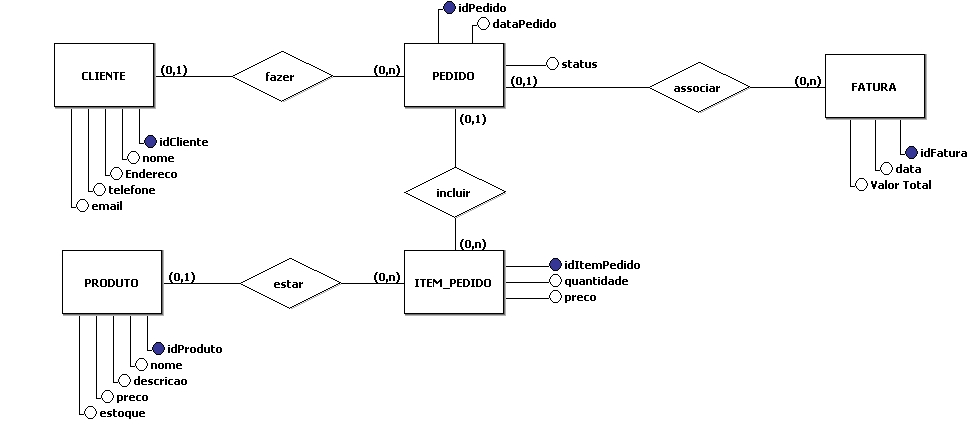 idPedido
dataPedido
CLIENTE
(0,1)
fazer
(0,n)
PEDIDO
status
(0,1)
associar
(0,n)
FATURA
(0,1)
idCliente
nome
Endereco
telefone
email
idFatura
data
Valor Total
incluir
(0,n)
PRODUTO
(0,1)
estar
(0,n)
ITEM_PEDIDO
idItemPedido
quantidade
preco
idProduto
nome
descricao
preco
estoque